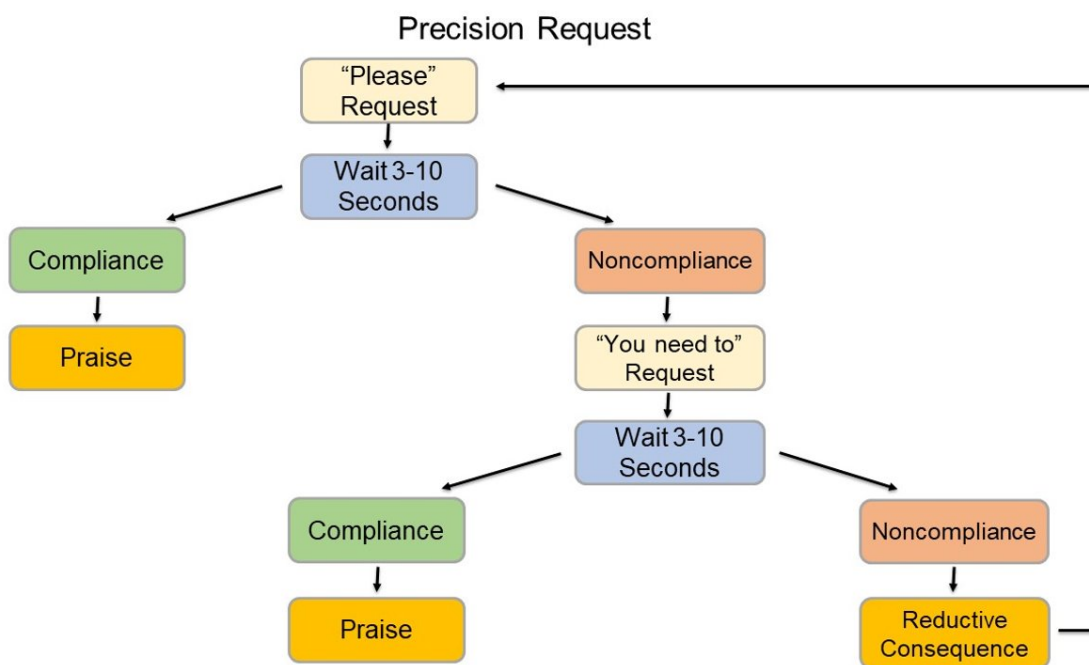 Precision Request
“Please”
Request
Wait 3-10
Seconds
Compliance
Noncompliance
Praise
“You need to”
Request
Wait 3-10
Seconds
Compliance
Noncompliance
Praise
Reductive
Consequence